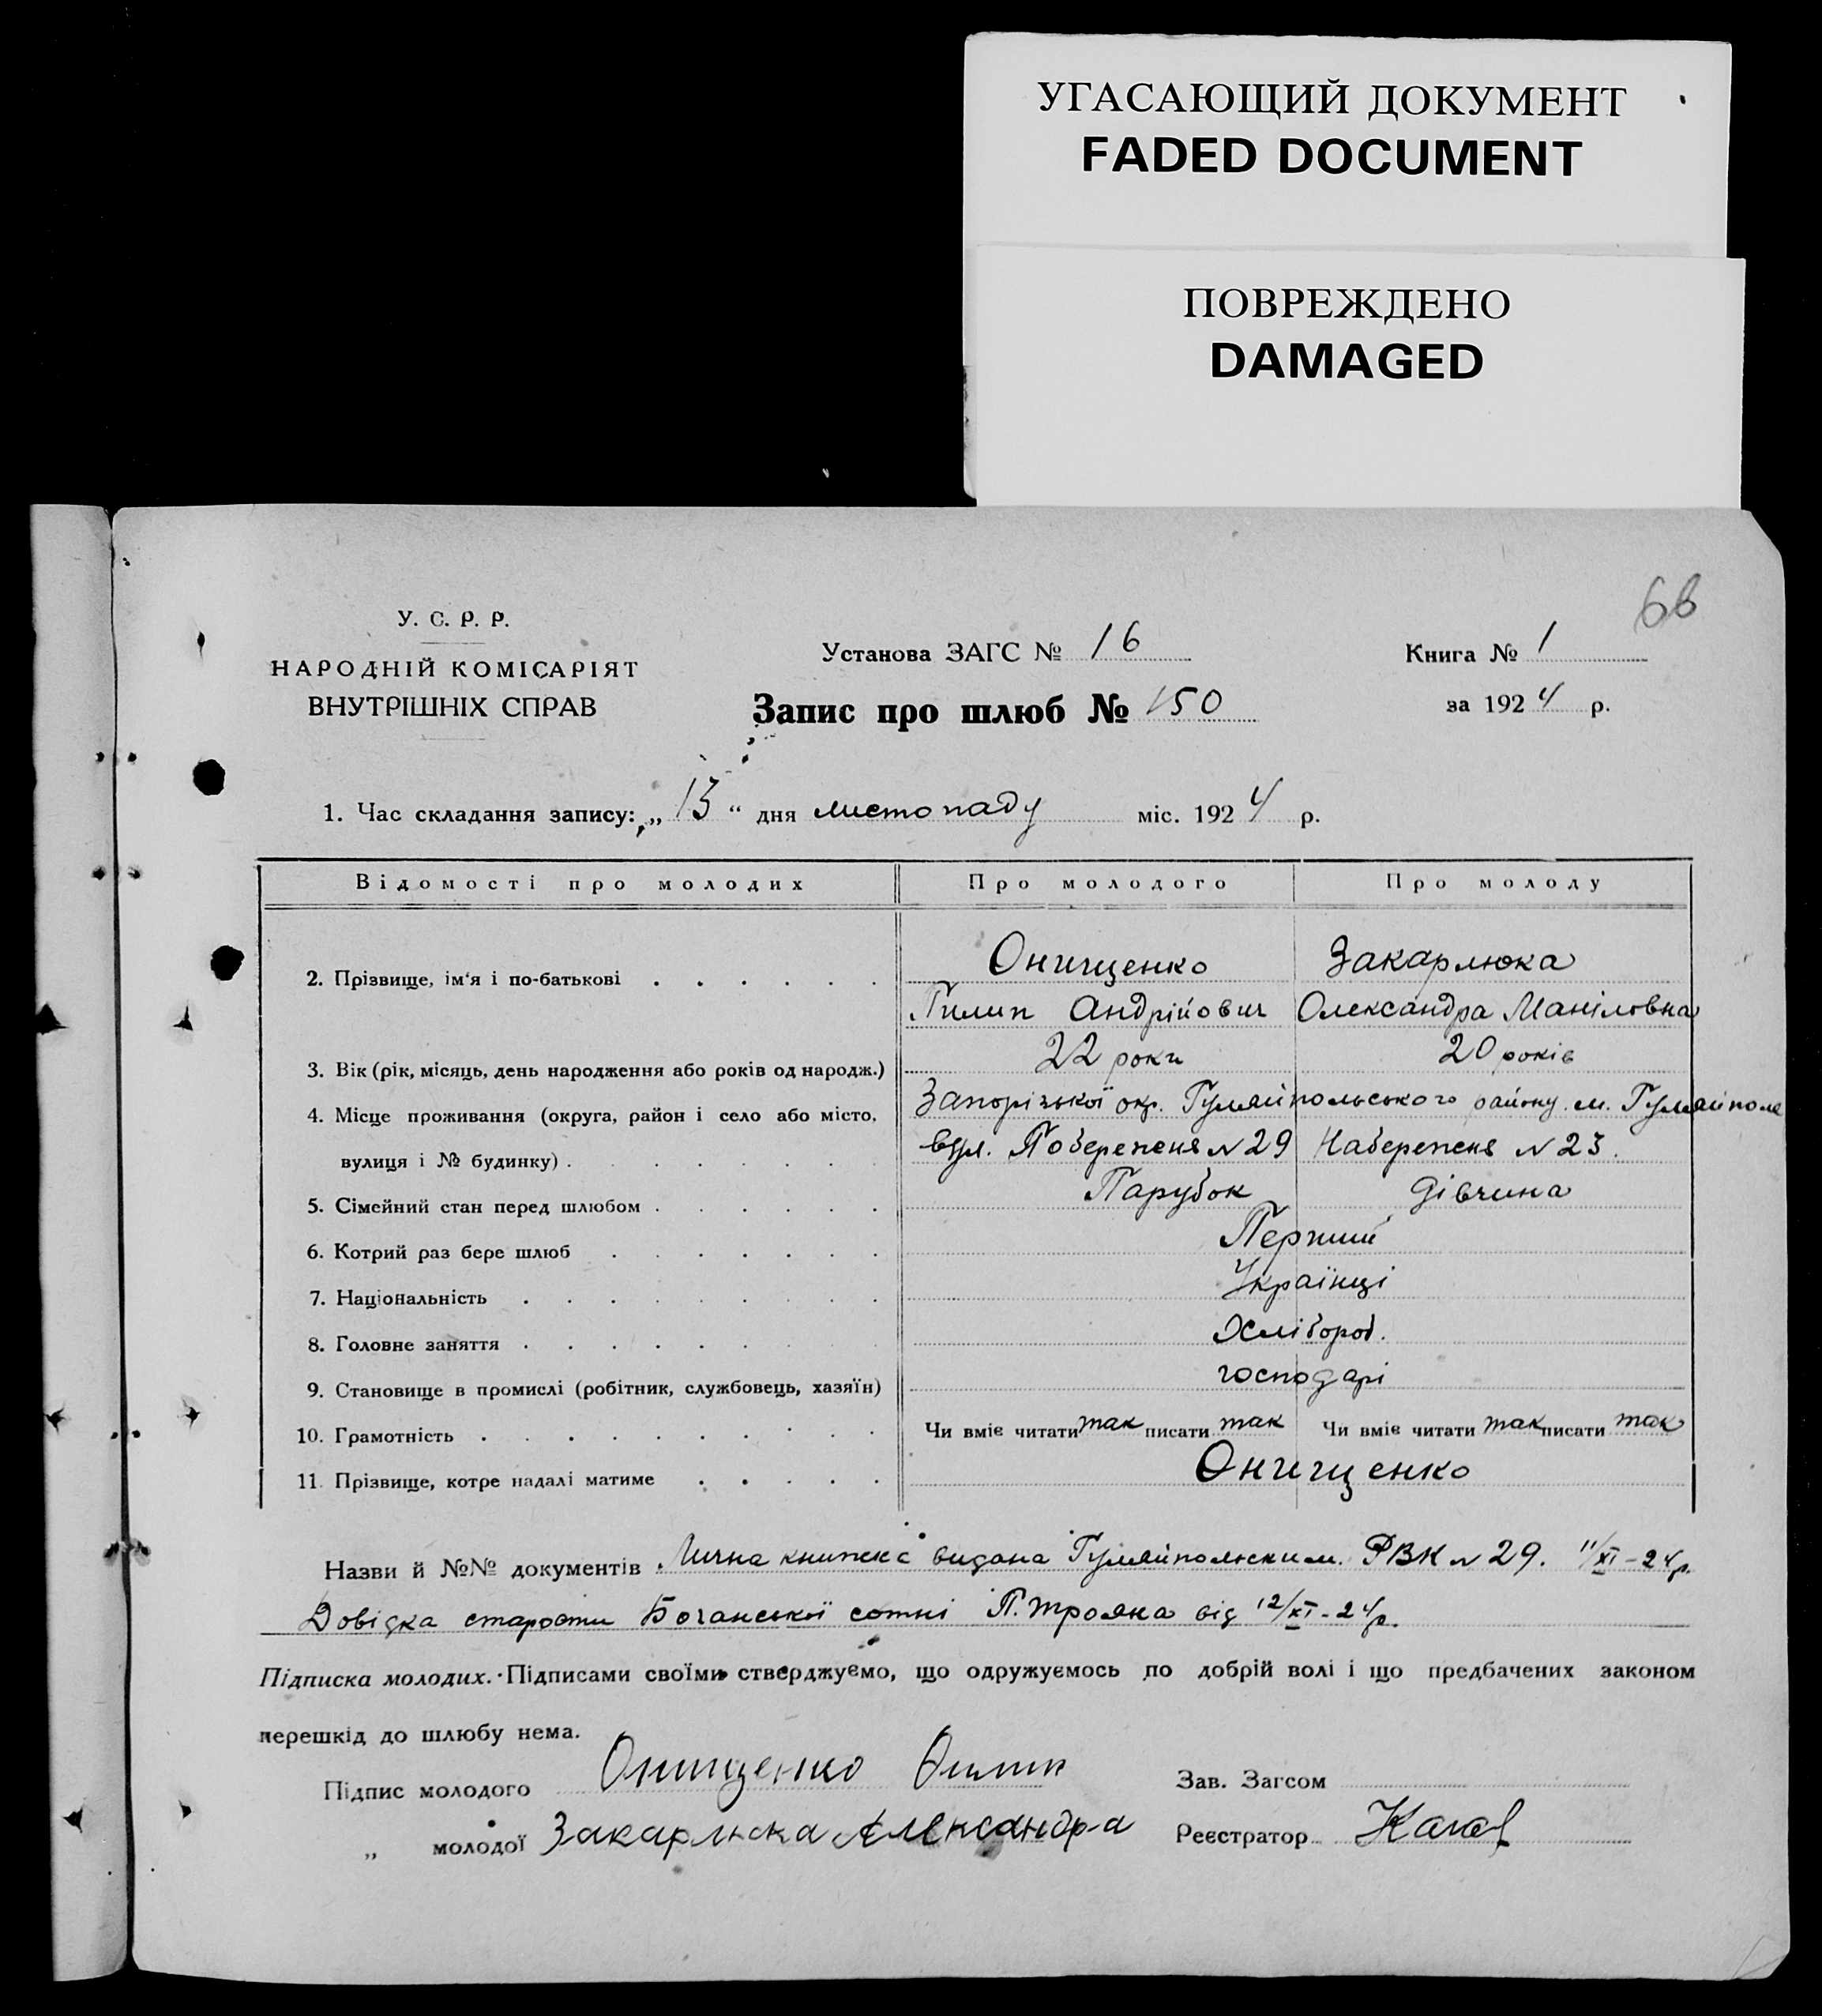 УГАСАЮЩИЙ ДОКУМЕНТ
FADED DOCUMENT
ПОВРЕЖДЕНО
DAMAGED
66
У. С. Р. Р.
НАРОДНІЙ КОМІСАРІЯТ
ВНУТРІШНІХ СПРАВ
Установа ЗАГС № 16
Книга № 1
Запис про шлюб № 150
за 1924 р.
1. Час складання запису: „13“ дня листопаду міс. 1924 р.
Відомості про молодих Про молодого Про молоду
2. Прізвище, ім'я і по-батькові Онищенко Закарлюка
Пилип Андрійович Олександра Маніловна
3. Вік (рік, місяць, день народження або років од народж.) 22 роки 20 років
4. Місце проживання (округа, район і село або місто, Запорізької окр. Гуляйпольського району м. Гуляйполе
вулиця і № будинку) вул. Побережня № 29 Набережня № 23.
5. Сімейний стан перед шлюбом Парубок Дівчина
6. Котрий раз бере шлюб Перший
7. Національність Українці
8. Головне заняття Хлібороб.
9. Становище в промислі (робітник, службовець, хазяїн) господарі
10. Грамотність Чи вміє читати так писати так Чи вміє читати так писати так
11. Прізвище, котре надалі матиме Онищенко
Назви й №№ документів Лична книжка видана Гуляйпольским. РВК № 29. 11/XI-24р.
Довідка старости Бочанської сотні П. Трояна від 12/XI-24р.
Підписка молодих. Підписами своїми стверджуємо, що одружуємось по добрій волі і що предбачених законом
перешкід до шлюбу нема.
Підпис молодого Онищенко Филип Зав. Загсом
„ молодої Закарлюка Александра Реєстратор